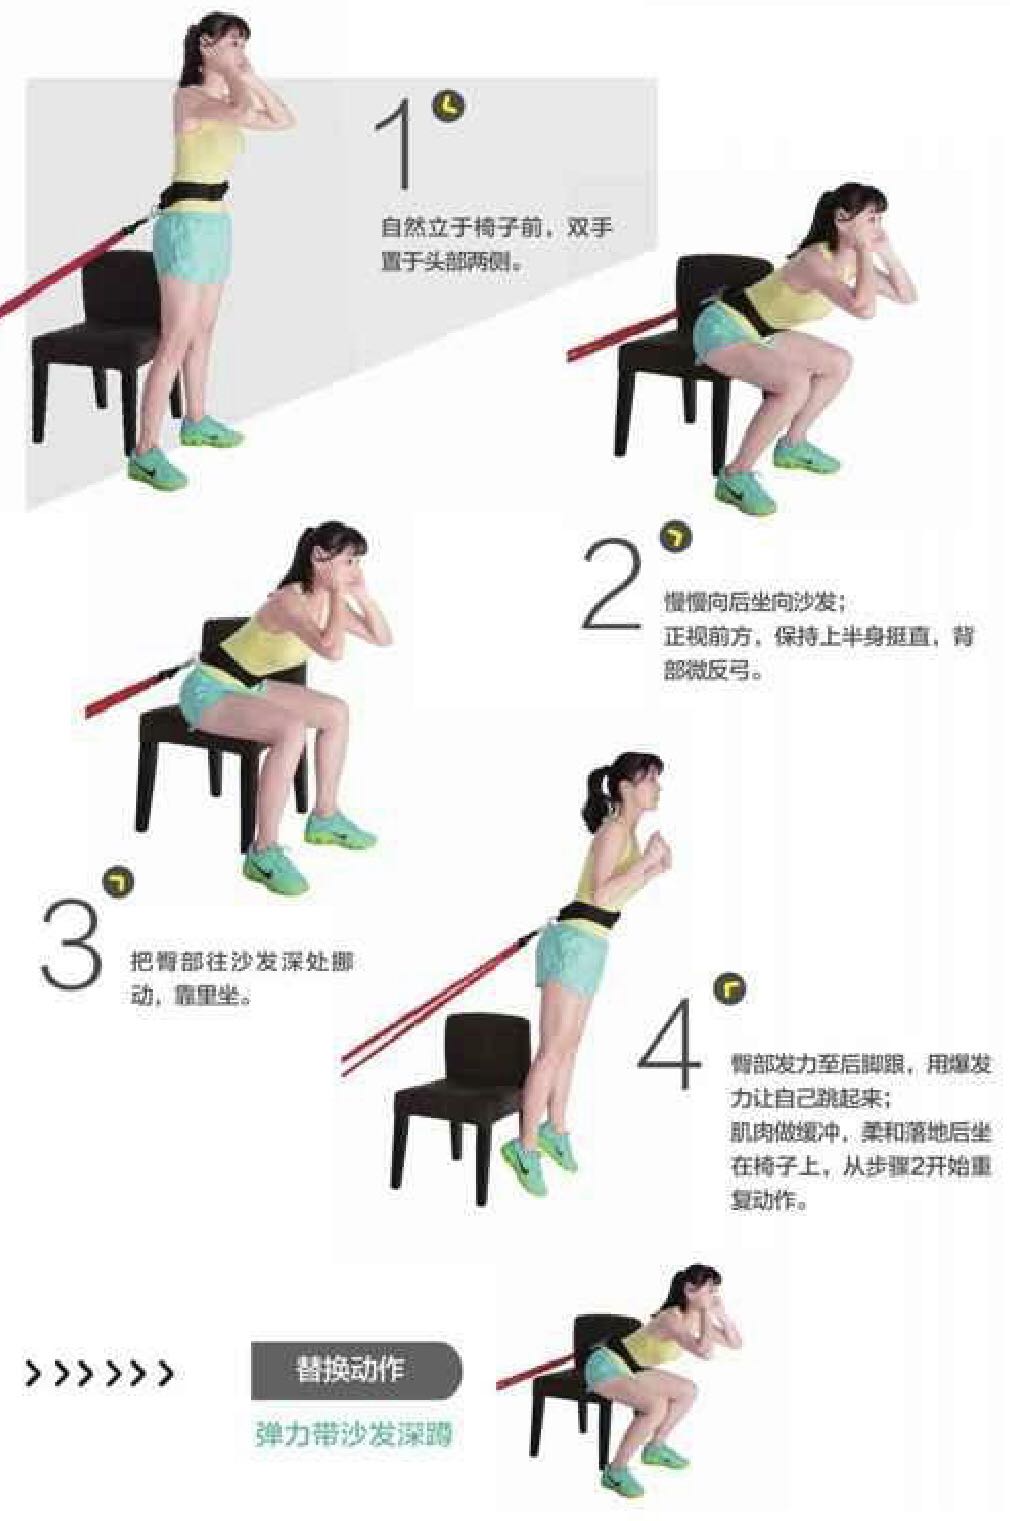 1
自然立于椅子前，双手
置于头部两侧。
2
慢慢向后坐向沙发；
正视前方，保持上半身挺直，背
部微反弓。
3
把臀部往沙发深处挪
动，靠里坐。
4
臀部发力至后脚跟，用爆发
力让自己跳起来；
肌肉做缓冲，柔和落地后坐
在椅子上，从步骤2开始重
复动作。
替换动作
弹力带沙发深蹲